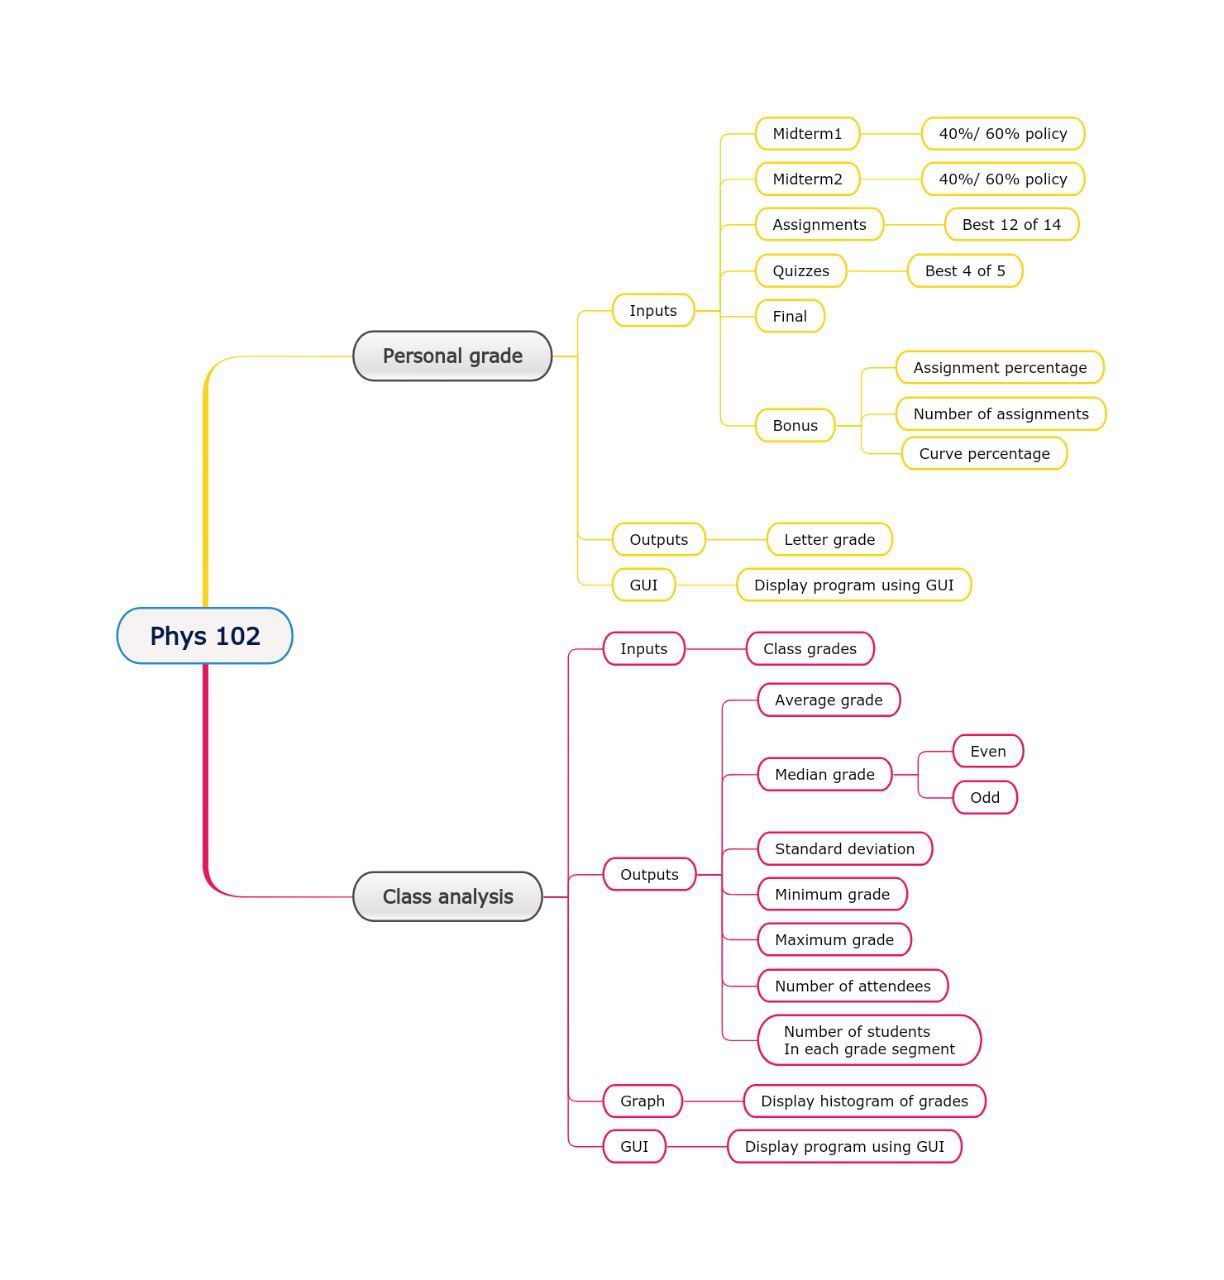 Phys 102
Personal grade
Inputs
Midterm1
40%/ 60% policy
Midterm2
40%/ 60% policy
Assignments
Best 12 of 14
Quizzes
Best 4 of 5
Final
Bonus
Assignment percentage
Number of assignments
Curve percentage
Outputs
Letter grade
GUI
Display program using GUI
Class analysis
Inputs
Class grades
Outputs
Average grade
Median grade
Even
Odd
Standard deviation
Minimum grade
Maximum grade
Number of attendees
Number of students
In each grade segment
Graph
Display histogram of grades
GUI
Display program using GUI